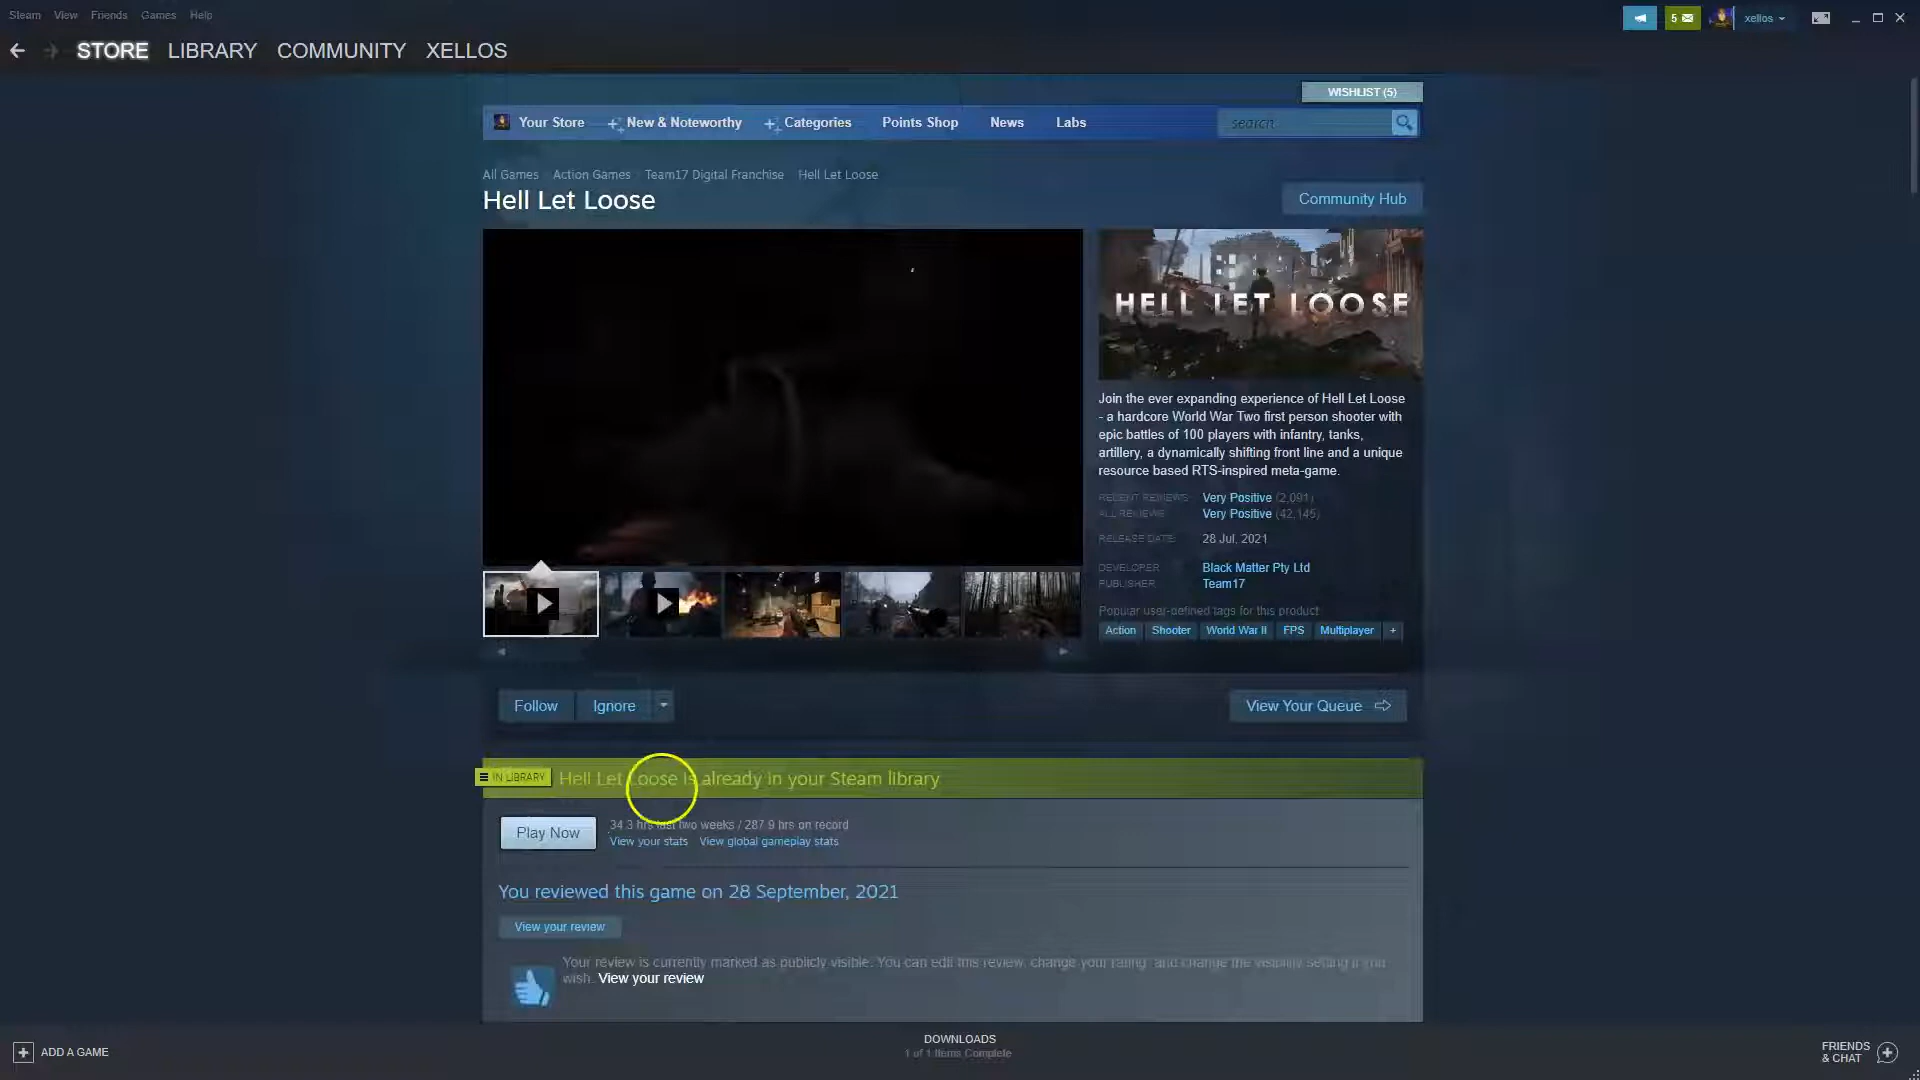 Steam View Friends Games Help
5 xellos
STORE LIBRARY COMMUNITY XELLOS
WISHLIST (5)
Your Store New & Noteworthy Categories Points Shop News Labs search
All Games Action Games Team17 Digital Franchise Hell Let Loose
Hell Let Loose
Community Hub
HELL LET LOOSE
Join the ever expanding experience of Hell Let Loose
- a hardcore World War Two first person shooter with
epic battles of 100 players with infantry, tanks,
artillery, a dynamically shifting front line and a unique
resource based RTS-inspired meta-game.
RECENT REVIEWS: Very Positive (2,091)
ALL REVIEWS: Very Positive (42,145)
RELEASE DATE: 28 Jul, 2021
DEVELOPER: Black Matter Pty Ltd
PUBLISHER: Team17
Popular user-defined tags for this product:
Action Shooter World War II FPS Multiplayer +
Follow Ignore
View Your Queue
IN LIBRARY Hell Let Loose is already in your Steam library
Play Now
34.3 hrs last two weeks / 287.9 hrs on record
View your stats View global gameplay stats
You reviewed this game on 28 September, 2021
View your review
Your review is currently marked as publicly visible. You can edit this review, change your rating, and change the visibility setting if you
wish. View your review
ADD A GAME
DOWNLOADS
1 of 1 Items Complete
FRIENDS
& CHAT